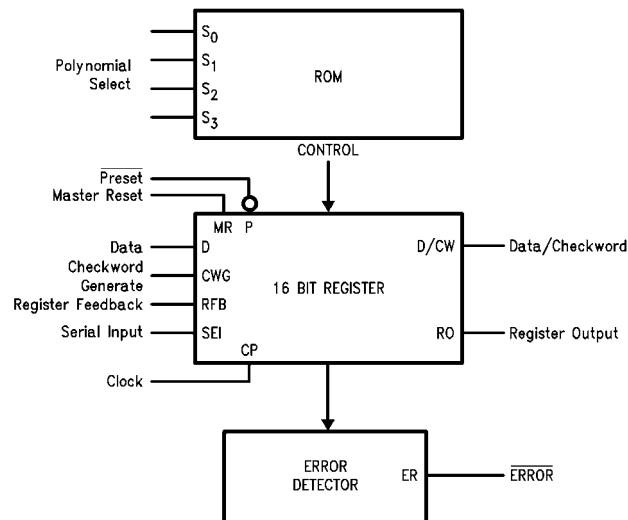 S0
S1
Polynomial
Select
S2
S3
ROM
CONTROL
Preset
Master Reset
MR P
Data
D
D/CW
Data/Checkword
Checkword
Generate
CWG
16 BIT REGISTER
Register Feedback
RFB
Serial Input
SEI
RO
Register Output
CP
Clock
ERROR
DETECTOR
ER
ERROR